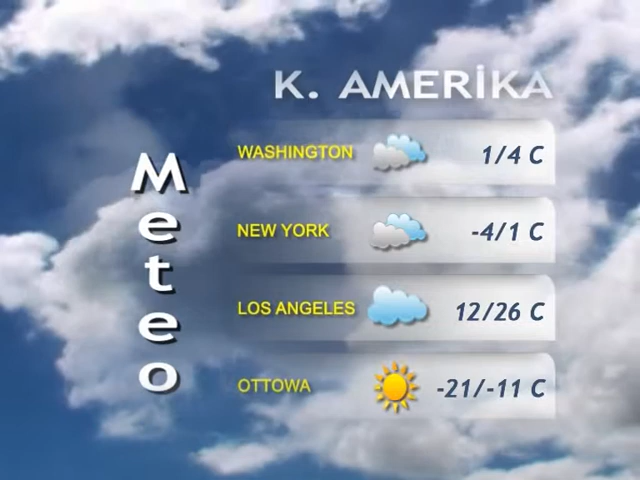 K. AMERİKA
Meteo
WASHINGTON 1/4 C
NEW YORK -4/1 C
LOS ANGELES 12/26 C
OTTOWA -21/-11 C